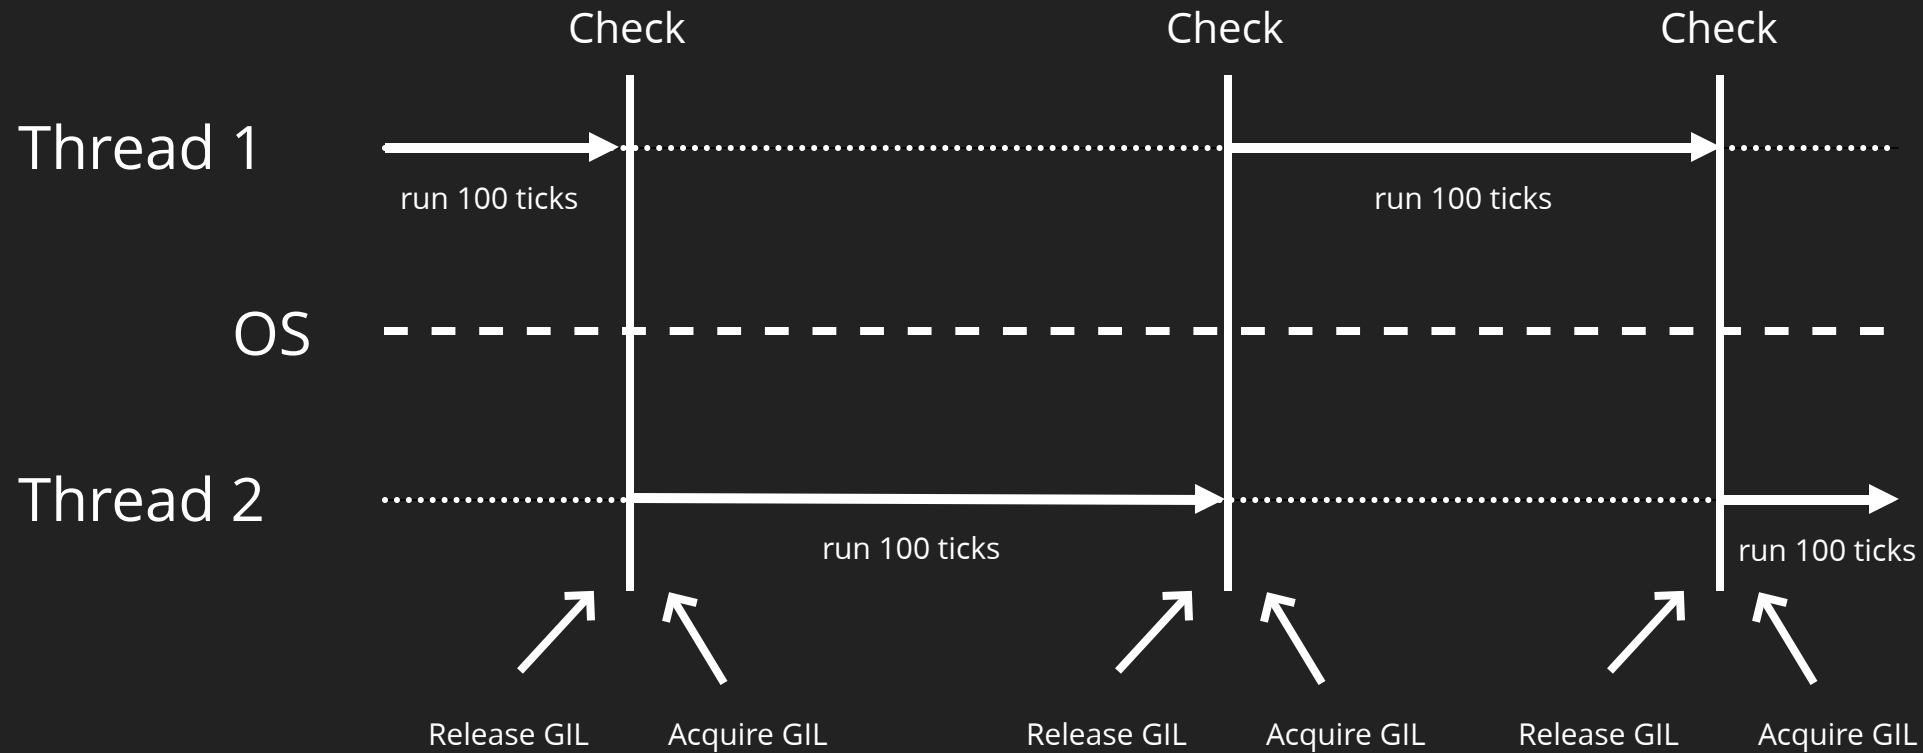 Check
Check
Check
Thread 1
run 100 ticks
run 100 ticks
OS
Thread 2
run 100 ticks
run 100 ticks
Release GIL
Acquire GIL
Release GIL
Acquire GIL
Release GIL
Acquire GIL